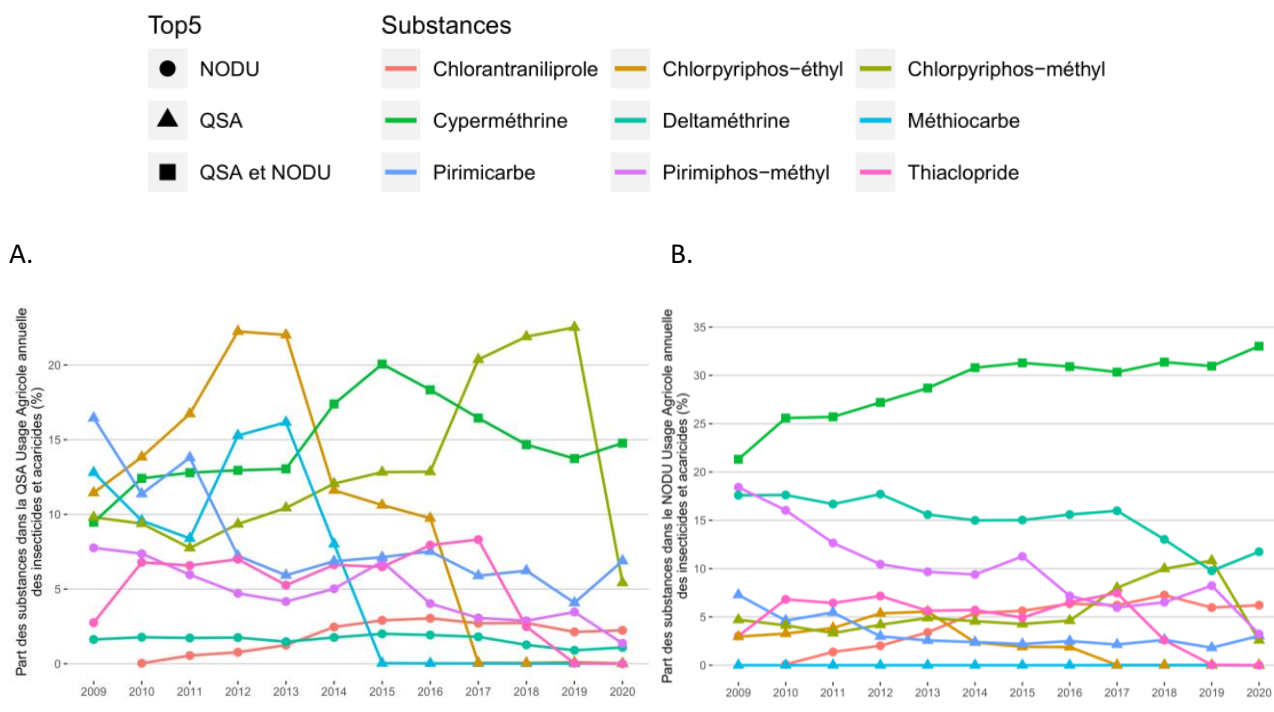 Top5
Substances
NODU
Chlorantraniliprole
Chlorpyriphos−éthyl
Chlorpyriphos−méthyl
QSA
Cyperméthrine
Deltaméthrine
Méthiocarbe
QSA et NODU
Pirimicarbe
Pirimiphos−méthyl
Thiaclopride
A.
Part des substances dans la QSA Usage Agricole annuelle
des insecticides et acaricides (%)
20
15
10
5
0
2009 2010 2011 2012 2013 2014 2015 2016 2017 2018 2019 2020
B.
Part des substances dans le NODU Usage Agricole annuelle
des insecticides et acaricides (%)
35
30
25
20
15
10
5
0
2009 2010 2011 2012 2013 2014 2015 2016 2017 2018 2019 2020